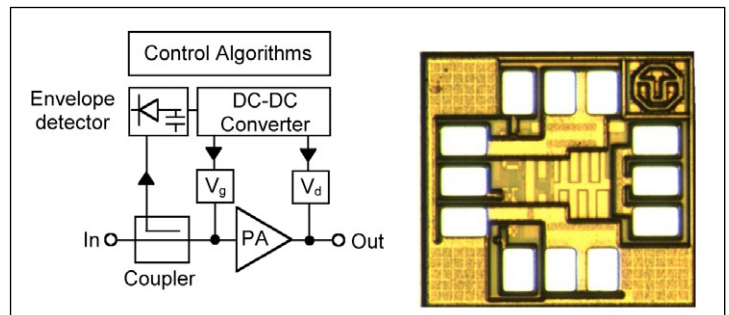 Control Algorithms
Envelope
detector
DC-DC
Converter
Vg
Vd
In
PA
Out
Coupler